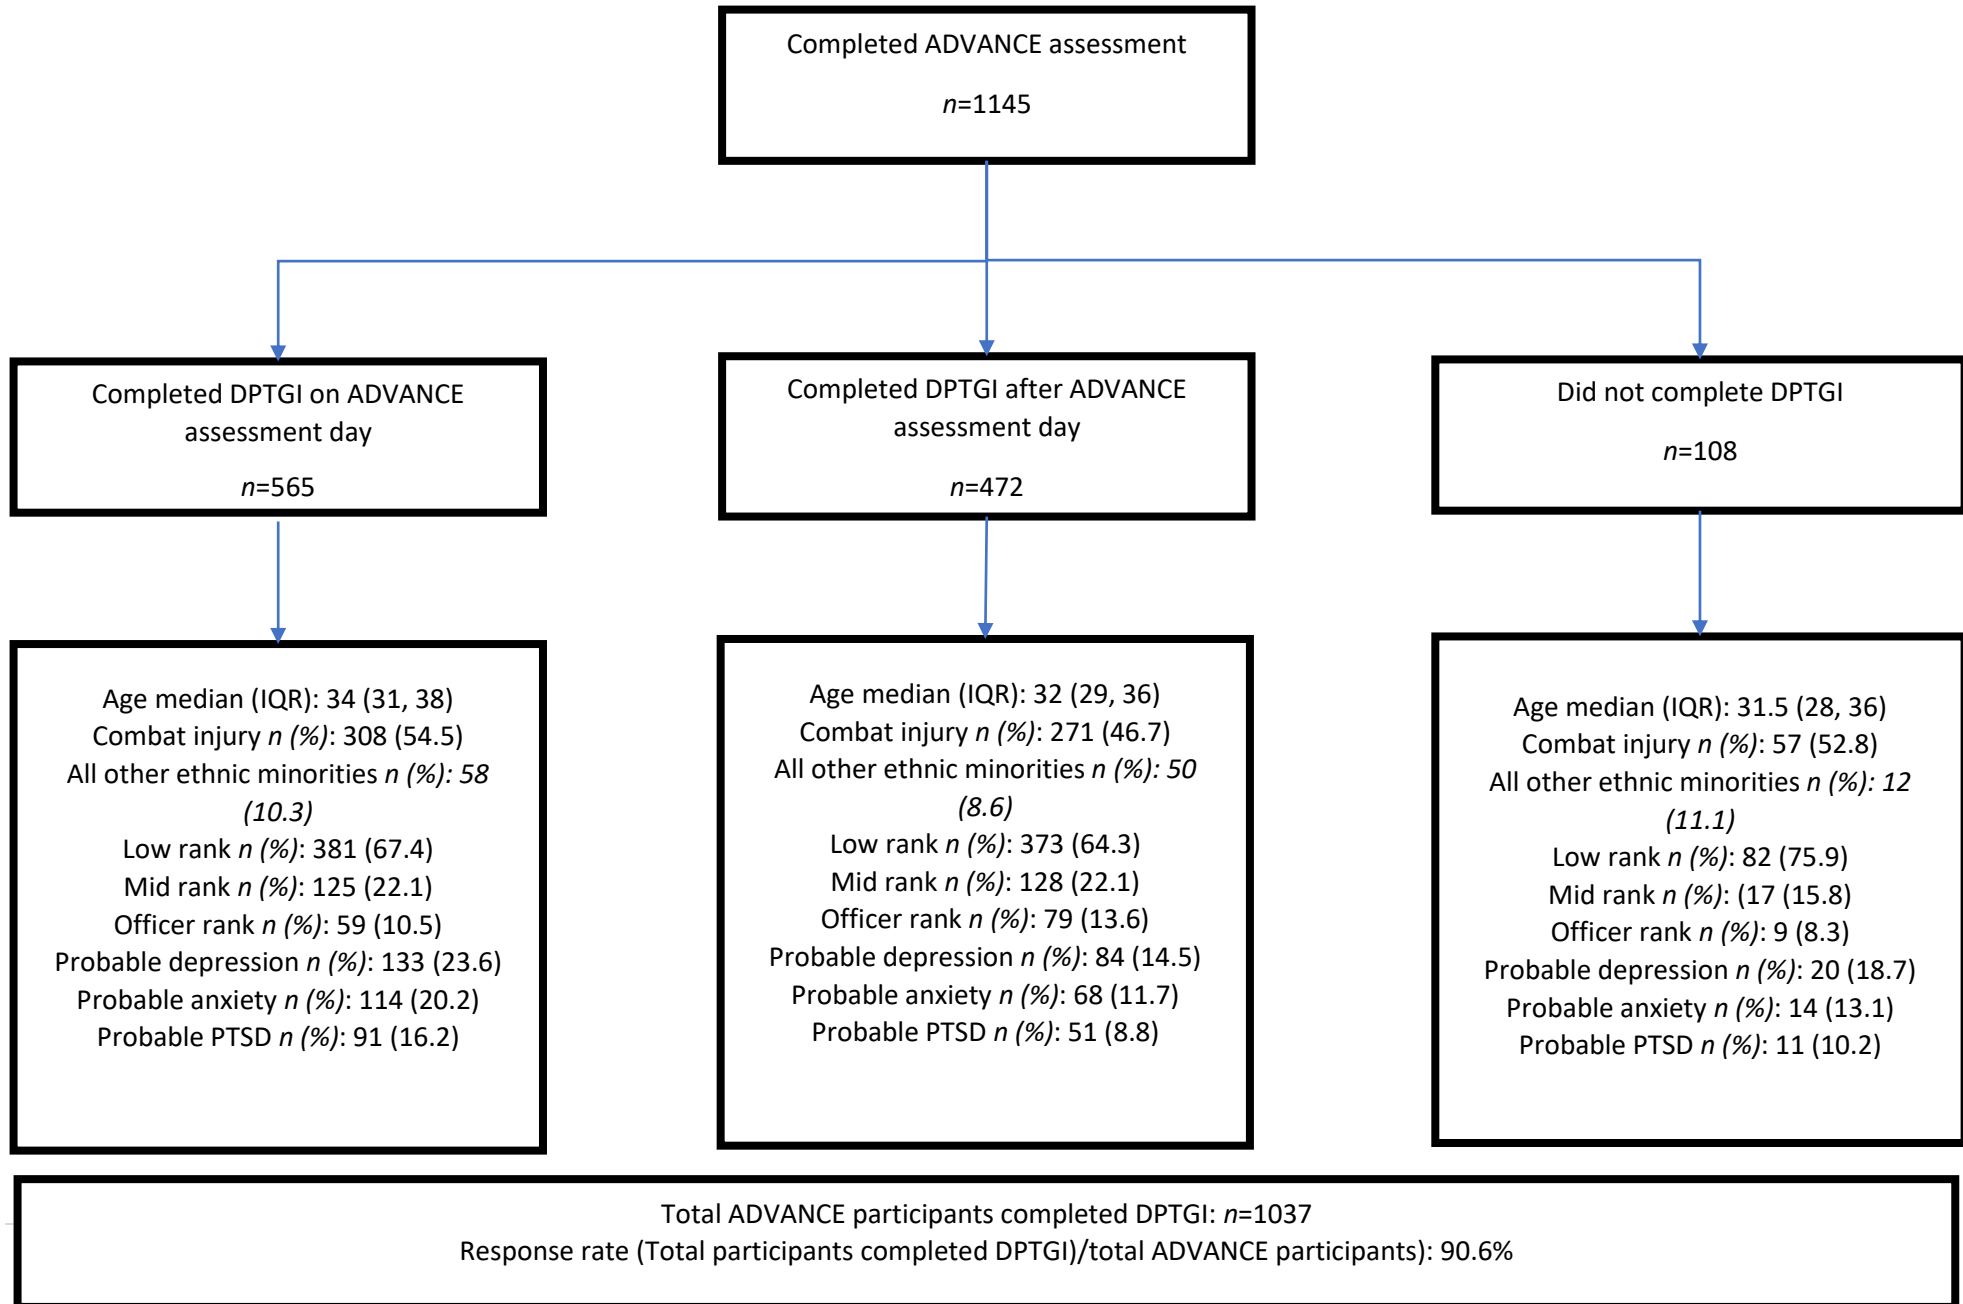 Completed ADVANCE assessment
n=1145
Completed DPTGI on ADVANCE
assessment day
n=565
Completed DPTGI after ADVANCE
assessment day
n=472
Did not complete DPTGI
n=108
Age median (IQR): 34 (31, 38)
Combat injury n (%): 308 (54.5)
All other ethnic minorities n (%): 58
(10.3)
Low rank n (%): 381 (67.4)
Mid rank n (%): 125 (22.1)
Officer rank n (%): 59 (10.5)
Probable depression n (%): 133 (23.6)
Probable anxiety n (%): 114 (20.2)
Probable PTSD n (%): 91 (16.2)
Age median (IQR): 32 (29, 36)
Combat injury n (%): 271 (46.7)
All other ethnic minorities n (%): 50
(8.6)
Low rank n (%): 373 (64.3)
Mid rank n (%): 128 (22.1)
Officer rank n (%): 79 (13.6)
Probable depression n (%): 84 (14.5)
Probable anxiety n (%): 68 (11.7)
Probable PTSD n (%): 51 (8.8)
Age median (IQR): 31.5 (28, 36)
Combat injury n (%): 57 (52.8)
All other ethnic minorities n (%): 12
(11.1)
Low rank n (%): 82 (75.9)
Mid rank n (%): (17 (15.8)
Officer rank n (%): 9 (8.3)
Probable depression n (%): 20 (18.7)
Probable anxiety n (%): 14 (13.1)
Probable PTSD n (%): 11 (10.2)
Total ADVANCE participants completed DPTGI: n=1037
Response rate (Total participants completed DPTGI)/total ADVANCE participants): 90.6%